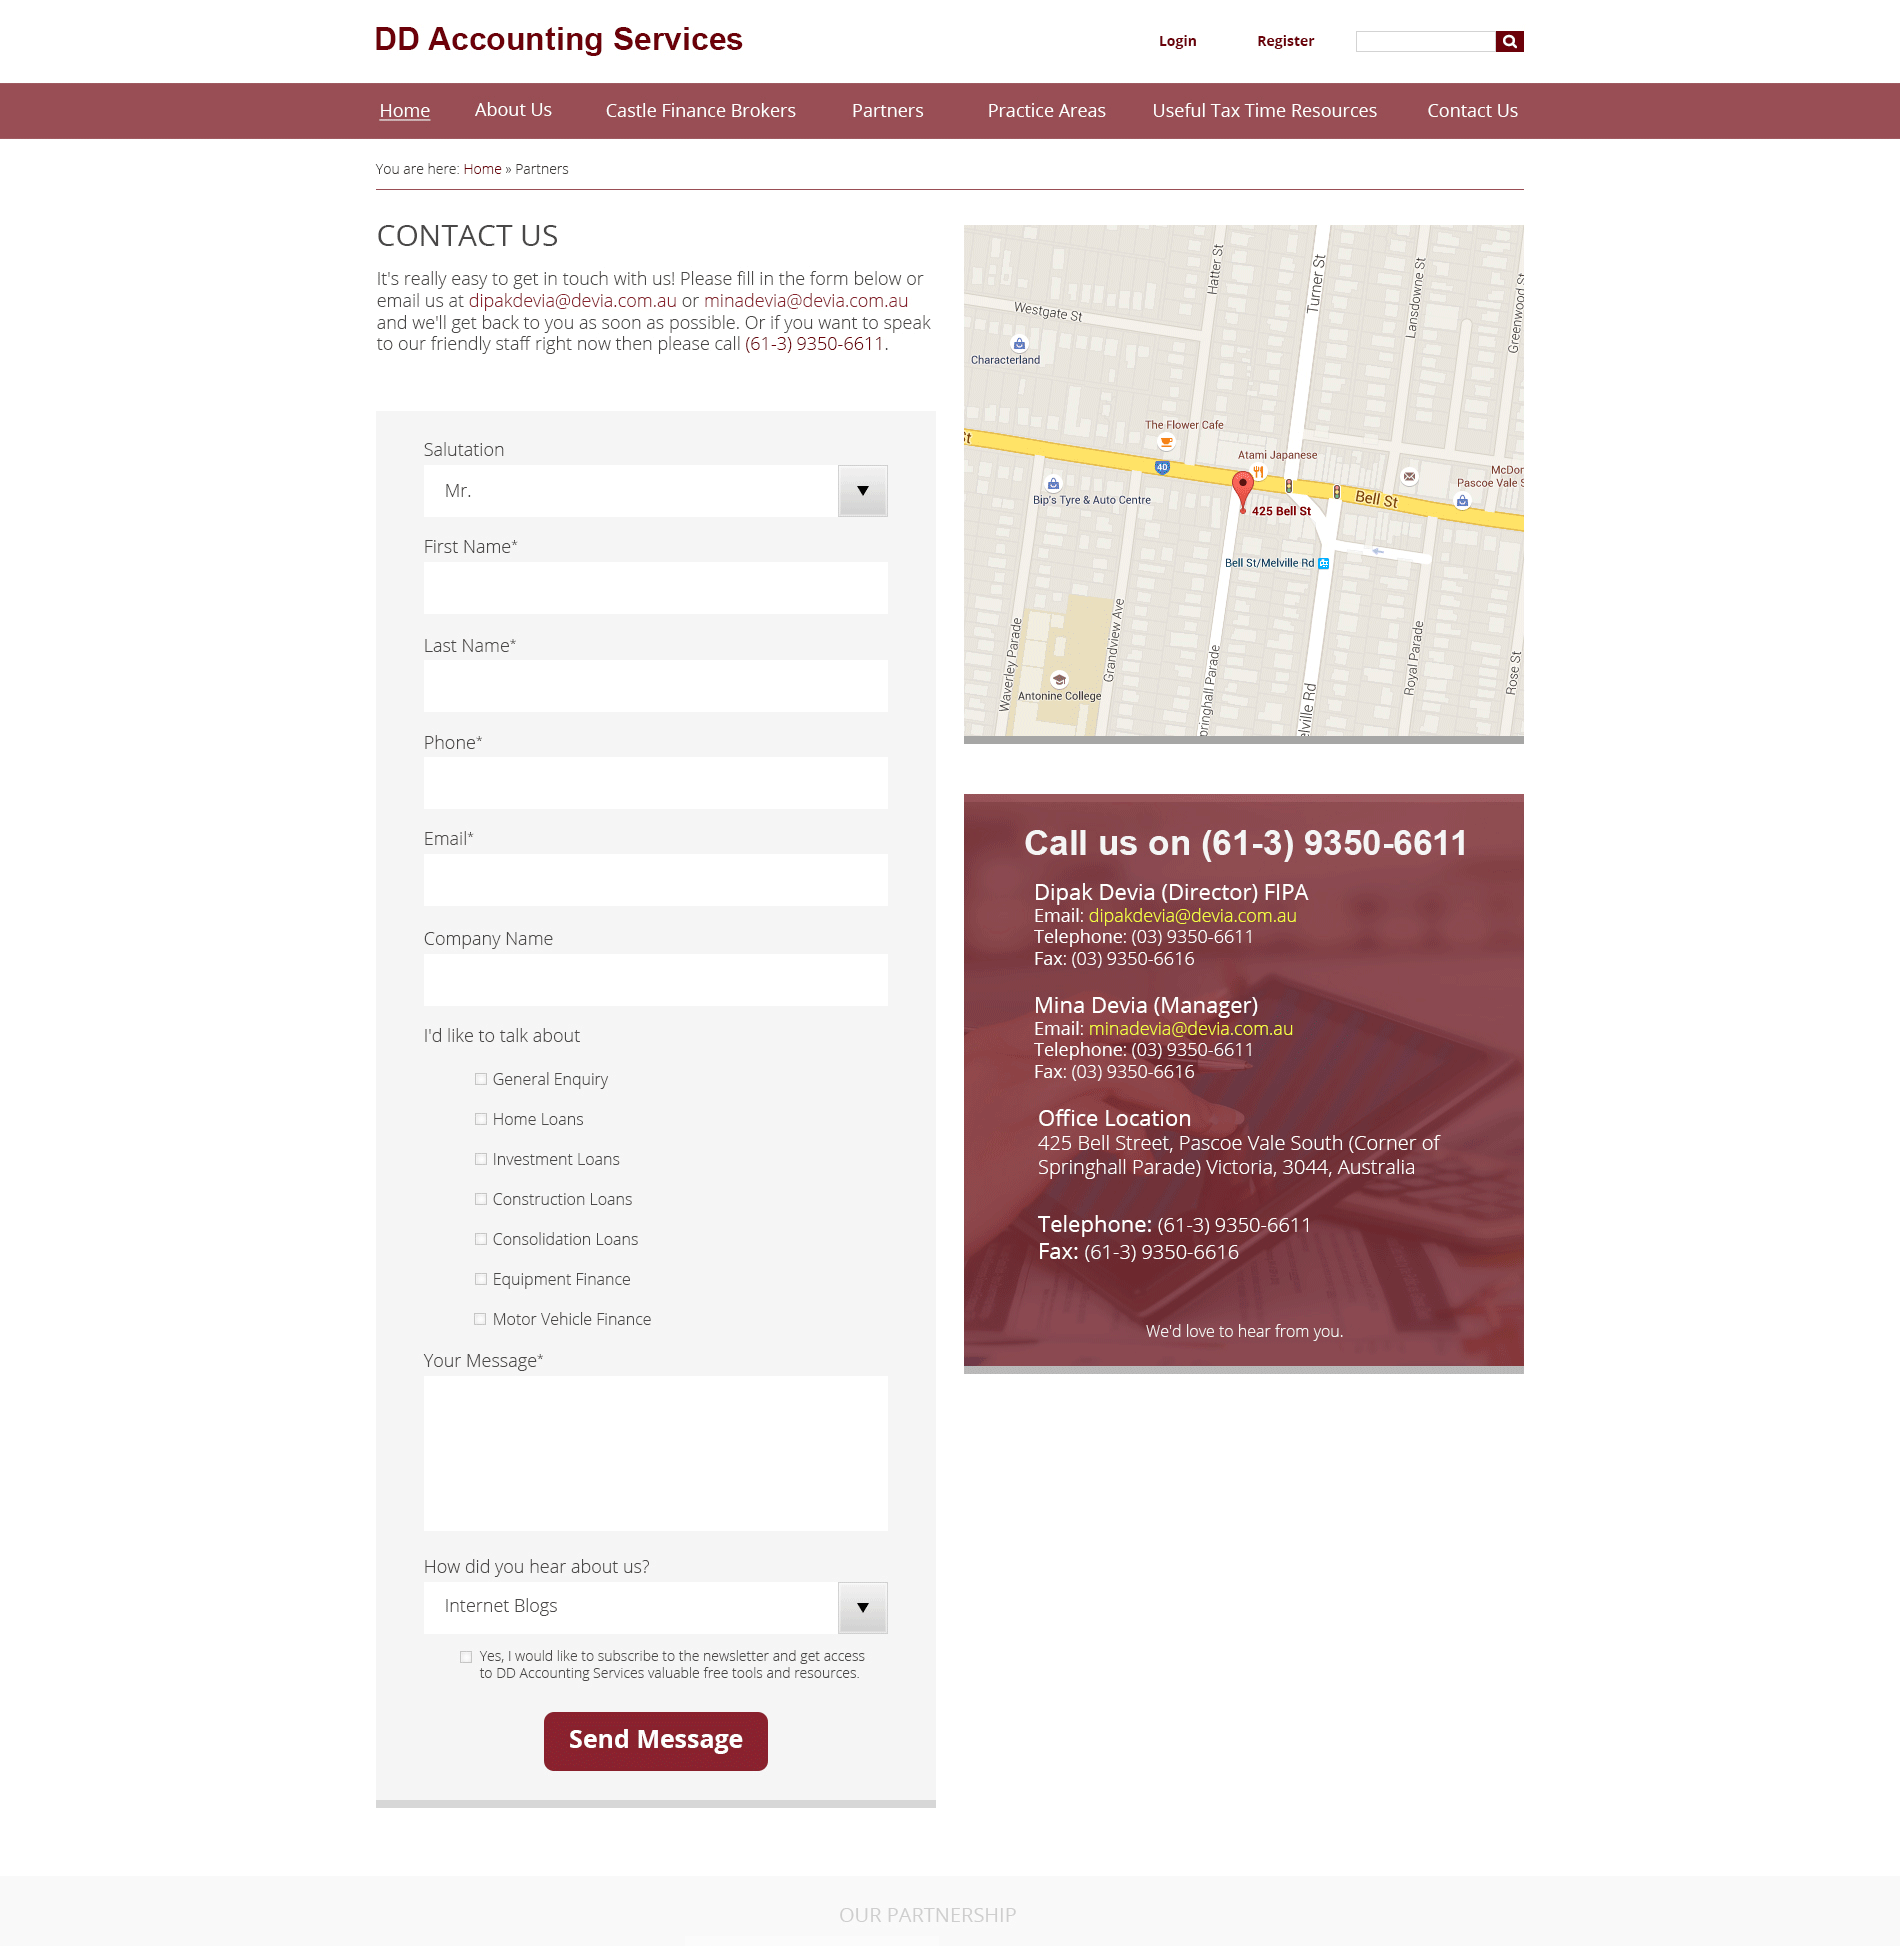 DD Accounting Services
Login
Register
Home
About Us
Castle Finance Brokers
Partners
Practice Areas
Useful Tax Time Resources
Contact Us
You are here: Home » Partners
CONTACT US
It's really easy to get in touch with us! Please fill in the form below or
email us at dipakdevia@devia.com.au or minadevia@devia.com.au
and we'll get back to you as soon as possible. Or if you want to speak
to our friendly staff right now then please call (61-3) 9350-6611.
Salutation
Mr.
First Name*
Last Name*
Phone*
Email*
Company Name
I'd like to talk about
General Enquiry
Home Loans
Investment Loans
Construction Loans
Consolidation Loans
Equipment Finance
Motor Vehicle Finance
Your Message*
How did you hear about us?
Internet Blogs
Yes, I would like to subscribe to the newsletter and get access
to DD Accounting Services valuable free tools and resources.
Send Message
Hatter St
Turner St
Lansdowne St
Greenwood St
Westgate St
Characterland
The Flower Cafe
St
40
Atami Japanese
McDon
Pascoe Vale S
Bip's Tyre & Auto Centre
Bell St
425 Bell St
Bell St/Melville Rd
Waverley Parade
Grandview Ave
Springhall Parade
elville Rd
Royal Parade
Rose St
Antonine College
Call us on (61-3) 9350-6611
Dipak Devia (Director) FIPA
Email: dipakdevia@devia.com.au
Telephone: (03) 9350-6611
Fax: (03) 9350-6616
Mina Devia (Manager)
Email: minadevia@devia.com.au
Telephone: (03) 9350-6611
Fax: (03) 9350-6616
Office Location
425 Bell Street, Pascoe Vale South (Corner of
Springhall Parade) Victoria, 3044, Australia
Telephone: (61-3) 9350-6611
Fax: (61-3) 9350-6616
We'd love to hear from you.
OUR PARTNERSHIP